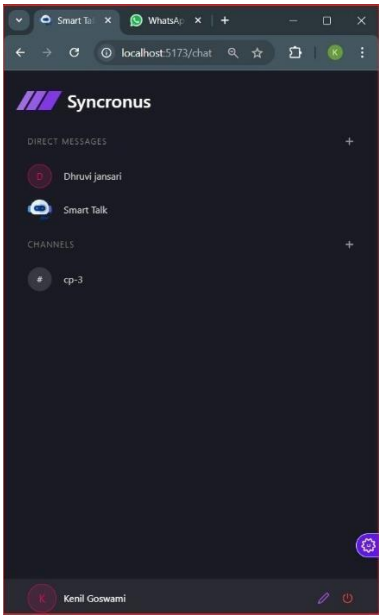 Smart Tal WhatsAp
localhost:5173/chat K
Syncronus
DIRECT MESSAGES
D Dhruvi jansari
Smart Talk
CHANNELS
# cp-3
K Kenil Goswami